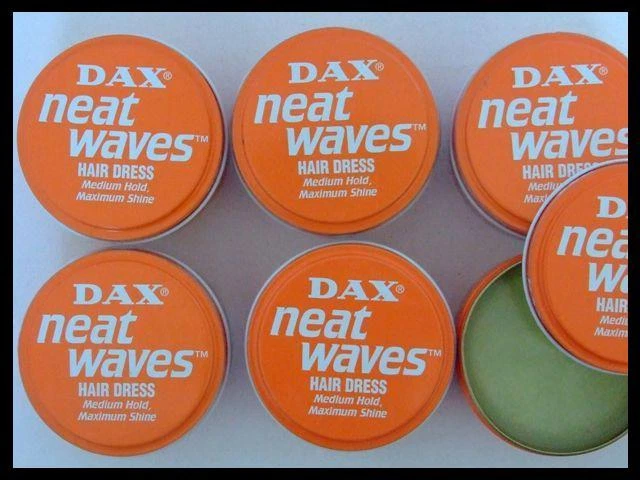 DAX®
neat
waves™
HAIR DRESS
Medium Hold,
Maximum Shine
DAX®
neat
waves™
HAIR DRESS
Medium Hold,
Maximum Shine
DAX®
neat
waves
HAIR DRESS
DAX®
neat
waves™
HAIR DRESS
Medium Hold,
Maximum Shine
DAX®
neat
waves™
HAIR DRESS
Medium Hold,
Maximum Shine